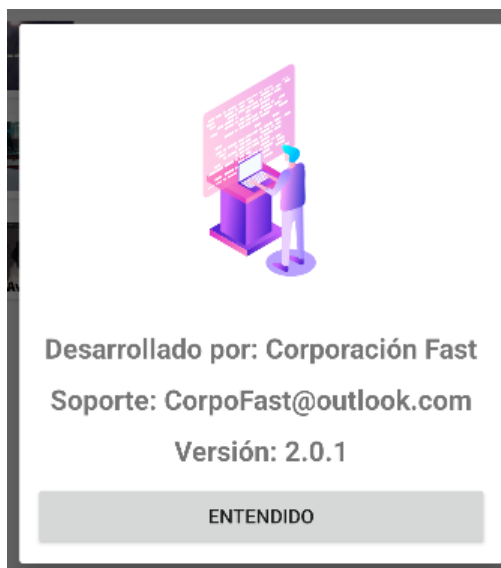 Desarrollado por: Corporación Fast
Soporte: CorpoFast@outlook.com
Versión: 2.0.1
ENTENDIDO